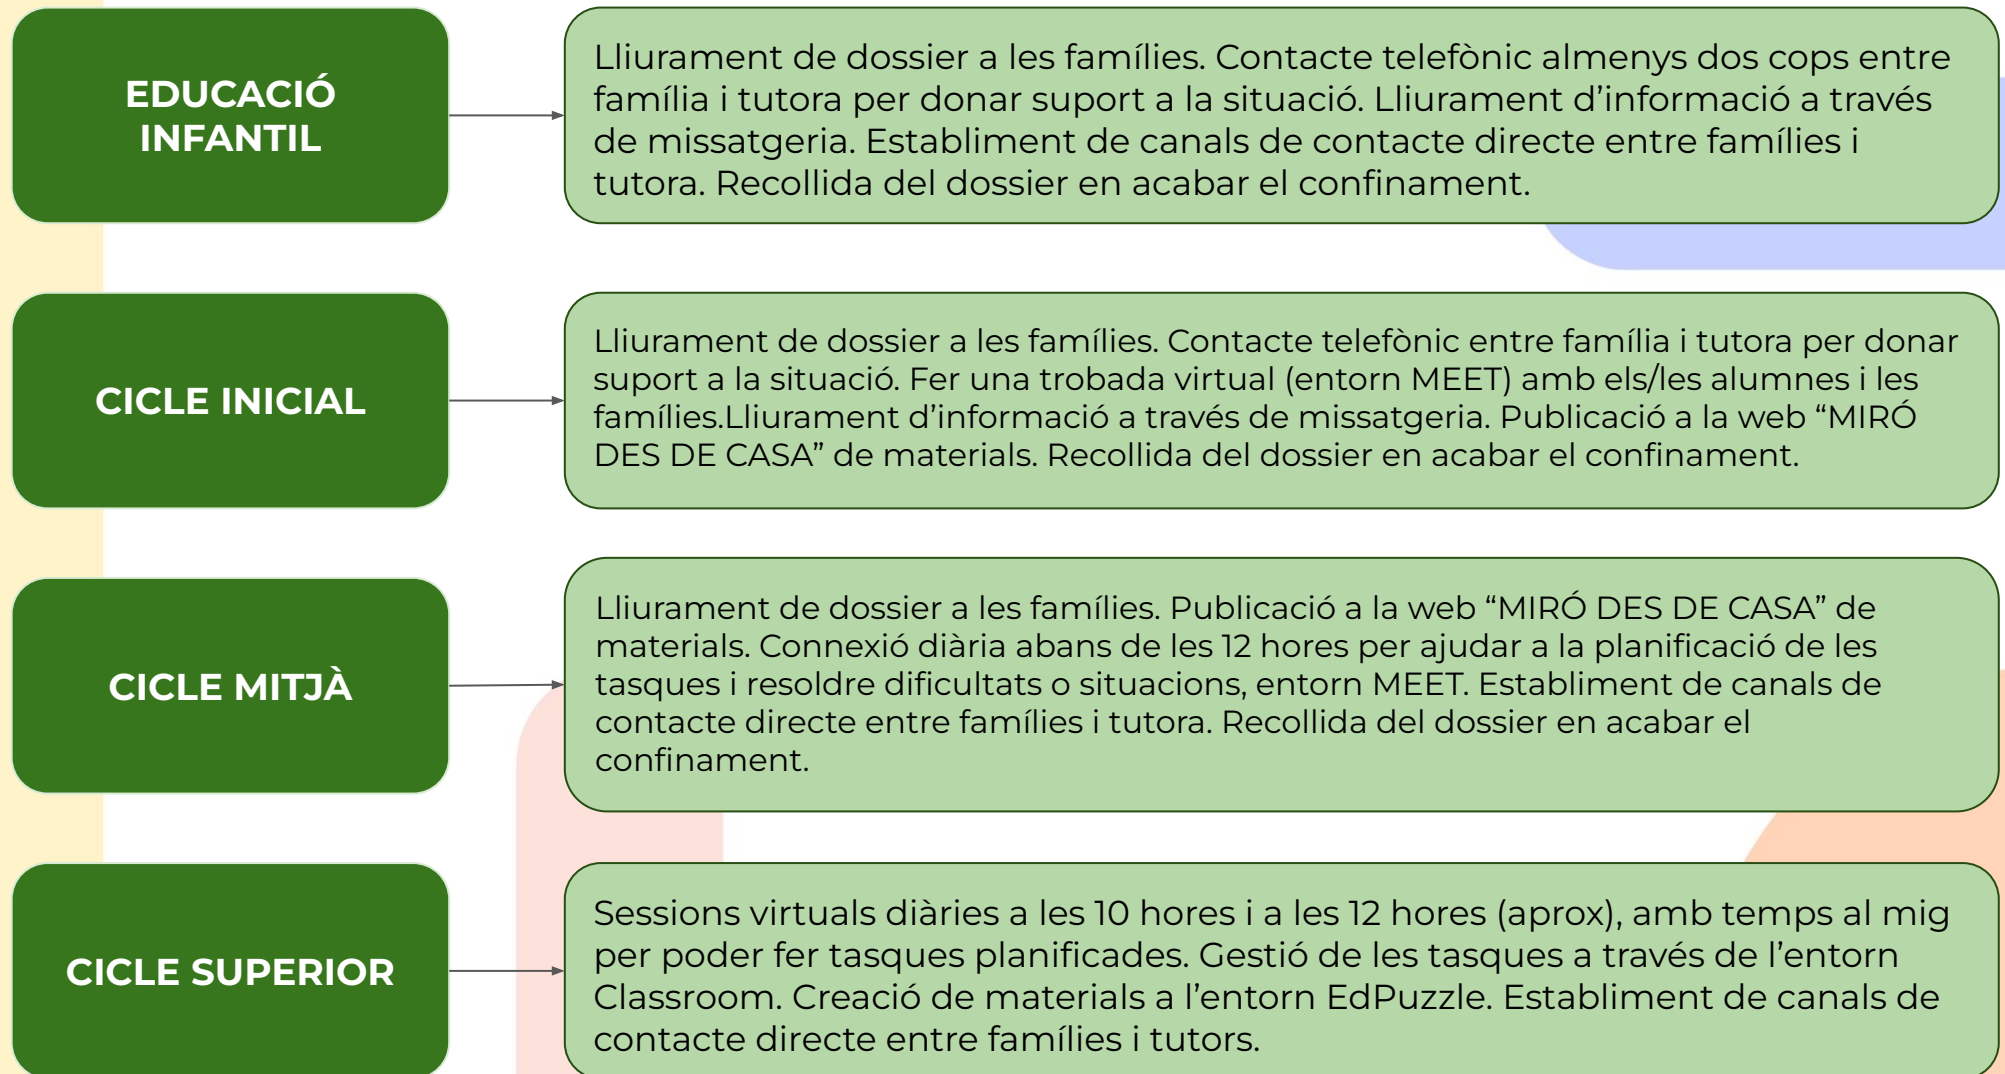 EDUCACIÓ
INFANTIL
Lliurament de dossier a les famílies. Contacte telefònic almenys dos cops entre
família i tutora per donar suport a la situació. Lliurament d’informació a través
de missatgeria. Establiment de canals de contacte directe entre famílies i
tutora. Recollida del dossier en acabar el confinament.
CICLE INICIAL
Lliurament de dossier a les famílies. Contacte telefònic entre família i tutora per donar
suport a la situació. Fer una trobada virtual (entorn MEET) amb els/les alumnes i les
famílies.Lliurament d’informació a través de missatgeria. Publicació a la web “MIRÓ
DES DE CASA” de materials. Recollida del dossier en acabar el confinament.
CICLE MITJÀ
Lliurament de dossier a les famílies. Publicació a la web “MIRÓ DES DE CASA” de
materials. Connexió diària abans de les 12 hores per ajudar a la planificació de les
tasques i resoldre dificultats o situacions, entorn MEET. Establiment de canals de
contacte directe entre famílies i tutora. Recollida del dossier en acabar el
confinament.
CICLE SUPERIOR
Sessions virtuals diàries a les 10 hores i a les 12 hores (aprox), amb temps al mig
per poder fer tasques planificades. Gestió de les tasques a través de l’entorn
Classroom. Creació de materials a l’entorn EdPuzzle. Establiment de canals de
contacte directe entre famílies i tutors.